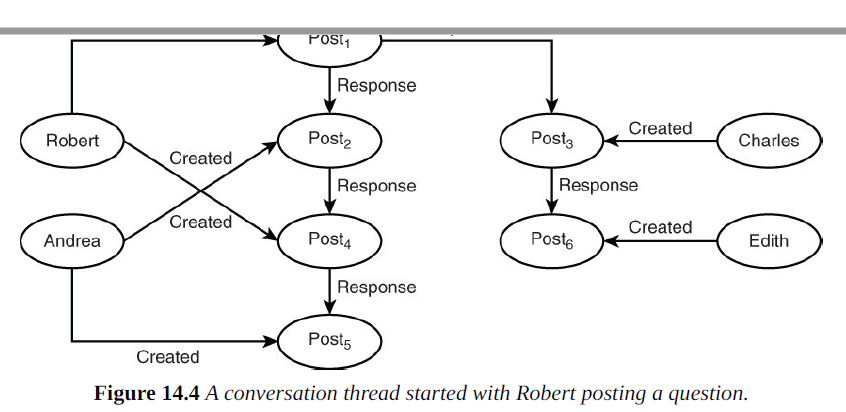 Post1
Response
Robert
Post2
Post3
Created
Charles
Created
Response
Response
Created
Andrea
Post4
Post6
Created
Edith
Response
Post5
Created
Figure 14.4 A conversation thread started with Robert posting a question.